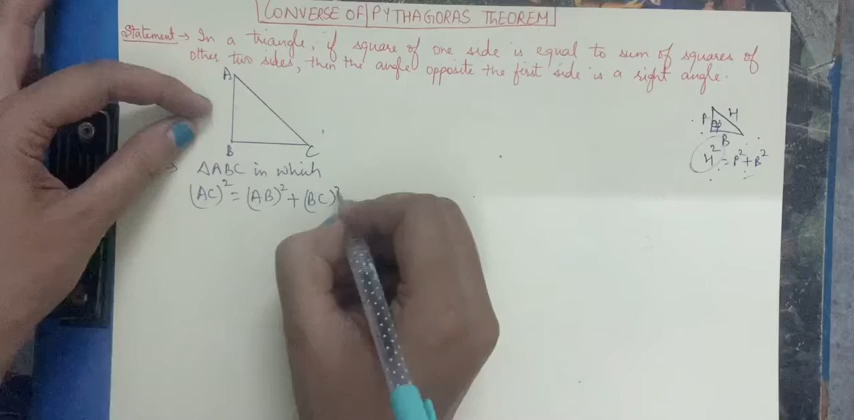 CONVERSE OF PYTHAGORAS THEOREM
Statement → In a triangle, if square of one side is equal to sum of squares of
other two sides, then the angle opposite the first side is a right angle.
A
B
C
P
H
B
H² = P² + B²
→ ΔABC in which
(AC)² = (AB)² + (BC)²